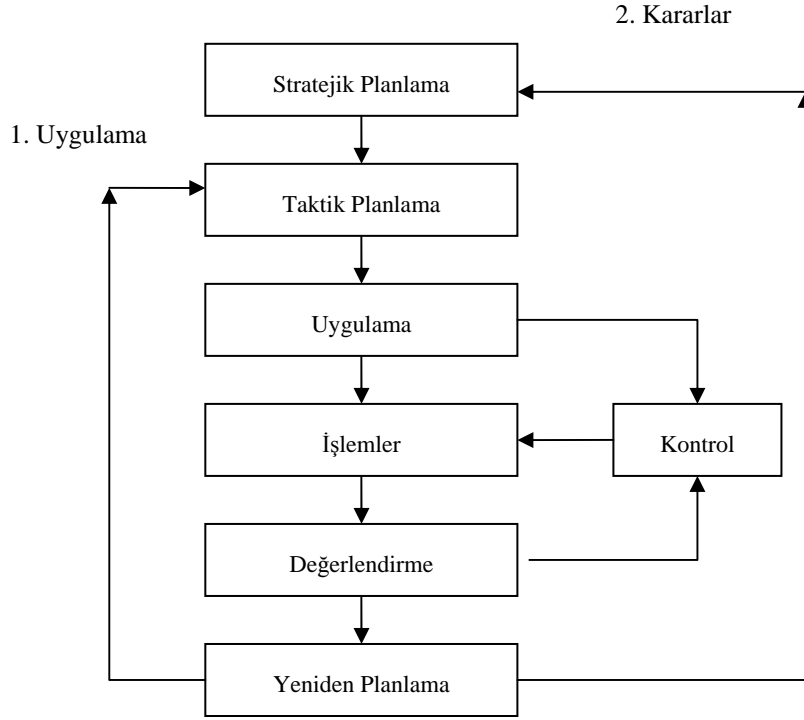 2. Kararlar
Stratejik Planlama
1. Uygulama
Taktik Planlama
Uygulama
İşlemler
Kontrol
Değerlendirme
Yeniden Planlama